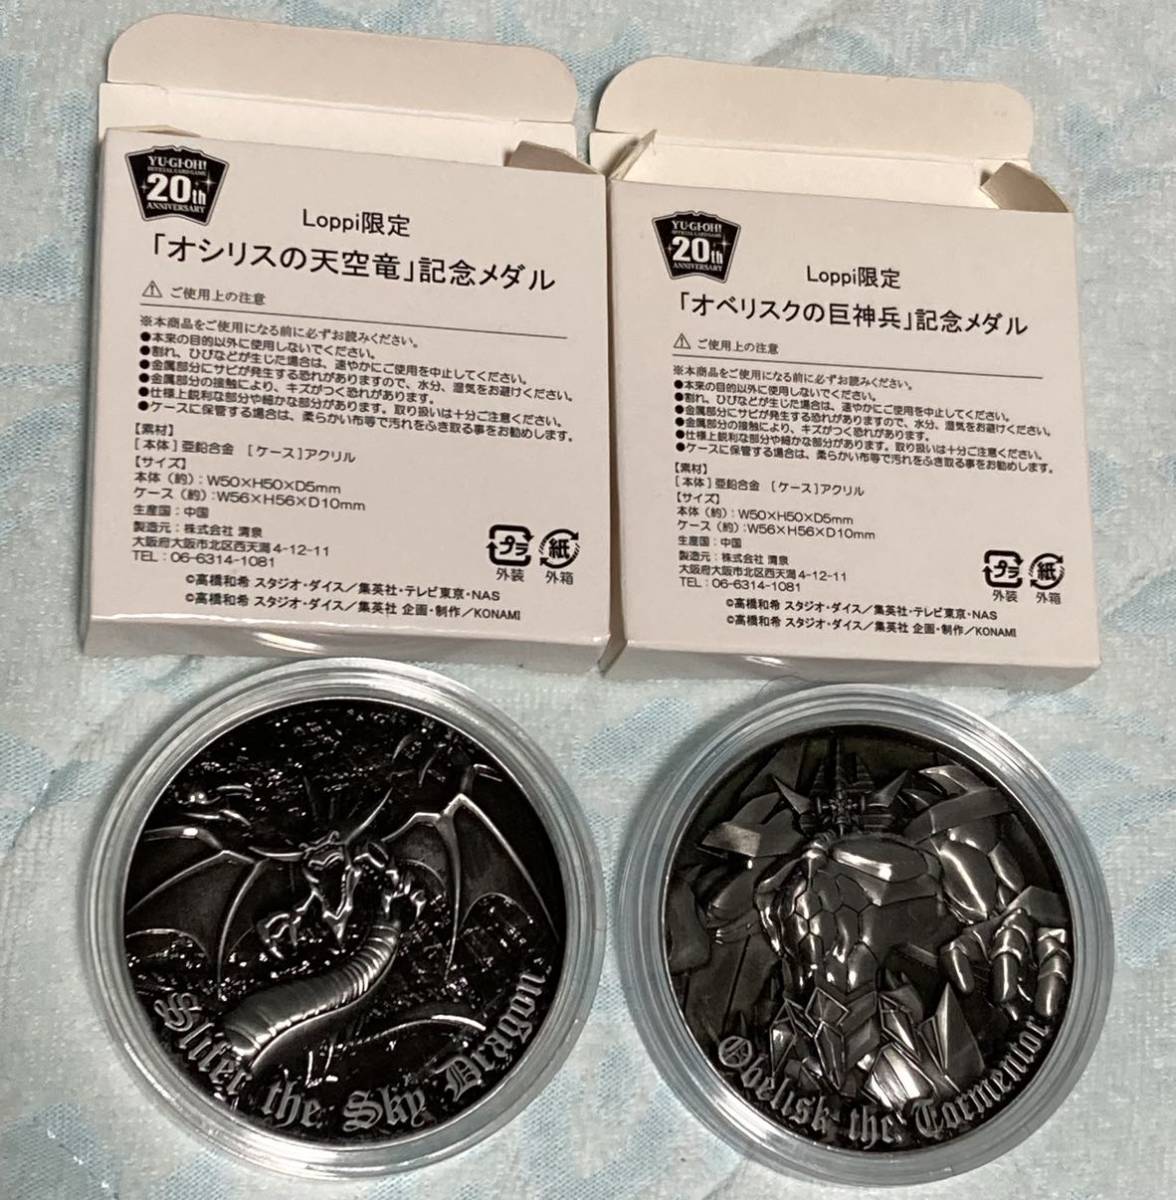 YU-GI-OH!
OFFICIAL CARD GAME
20th
ANNIVERSARY
Loppi限定
「オシリスの天空竜」記念メダル
⚠ ご使用上の注意
※本商品をご使用になる前に必ずお読みください。
●本来の目的以外に使用しないでください。
●割れ、ひびなどが生じた場合は、速やかにご使用を中止してください。
●金属部分にサビが発生する恐れがありますので、水分、湿気をお避けください。
●金属部分の接触により、キズがつく恐れがあります。
●仕様上鋭利な部分や細かな部分があります。取り扱いは十分ご注意ください。
●ケースに保管する場合は、柔らかい布等で汚れをふき取る事をお勧めします。
【素材】
[本体]亜鉛合金 [ケース]アクリル
【サイズ】
本体(約):W50×H50×D5mm
ケース(約):W56×H56×D10mm
生産国:中国
製造元:株式会社 清泉
大阪府大阪市北区西天満4-12-11
TEL:06-6314-1081
プラ 紙
外装 外箱
©高橋和希 スタジオ・ダイス/集英社・テレビ東京・NAS
©高橋和希 スタジオ・ダイス/集英社 企画・制作/KONAMI
YU-GI-OH!
OFFICIAL CARD GAME
20th
ANNIVERSARY
Loppi限定
「オベリスクの巨神兵」記念メダル
⚠ ご使用上の注意
※本商品をご使用になる前に必ずお読みください。
●本来の目的以外に使用しないでください。
●割れ、ひびなどが生じた場合は、速やかにご使用を中止してください。
●金属部分にサビが発生する恐れがありますので、水分、湿気をお避けください。
●金属部分の接触により、キズがつく恐れがあります。
●仕様上鋭利な部分や細かな部分があります。取り扱いは十分ご注意ください。
●ケースに保管する場合は、柔らかい布等で汚れをふき取る事をお勧めします。
【素材】
[本体]亜鉛合金 [ケース]アクリル
【サイズ】
本体(約):W50×H50×D5mm
ケース(約):W56×H56×D10mm
生産国:中国
製造元:株式会社 清泉
大阪府大阪市北区西天満4-12-11
TEL:06-6314-1081
プラ 紙
外装 外箱
©高橋和希 スタジオ・ダイス/集英社・テレビ東京・NAS
©高橋和希 スタジオ・ダイス/集英社 企画・制作/KONAMI
Slifer the Sky Dragon
Obelisk the Tormentor